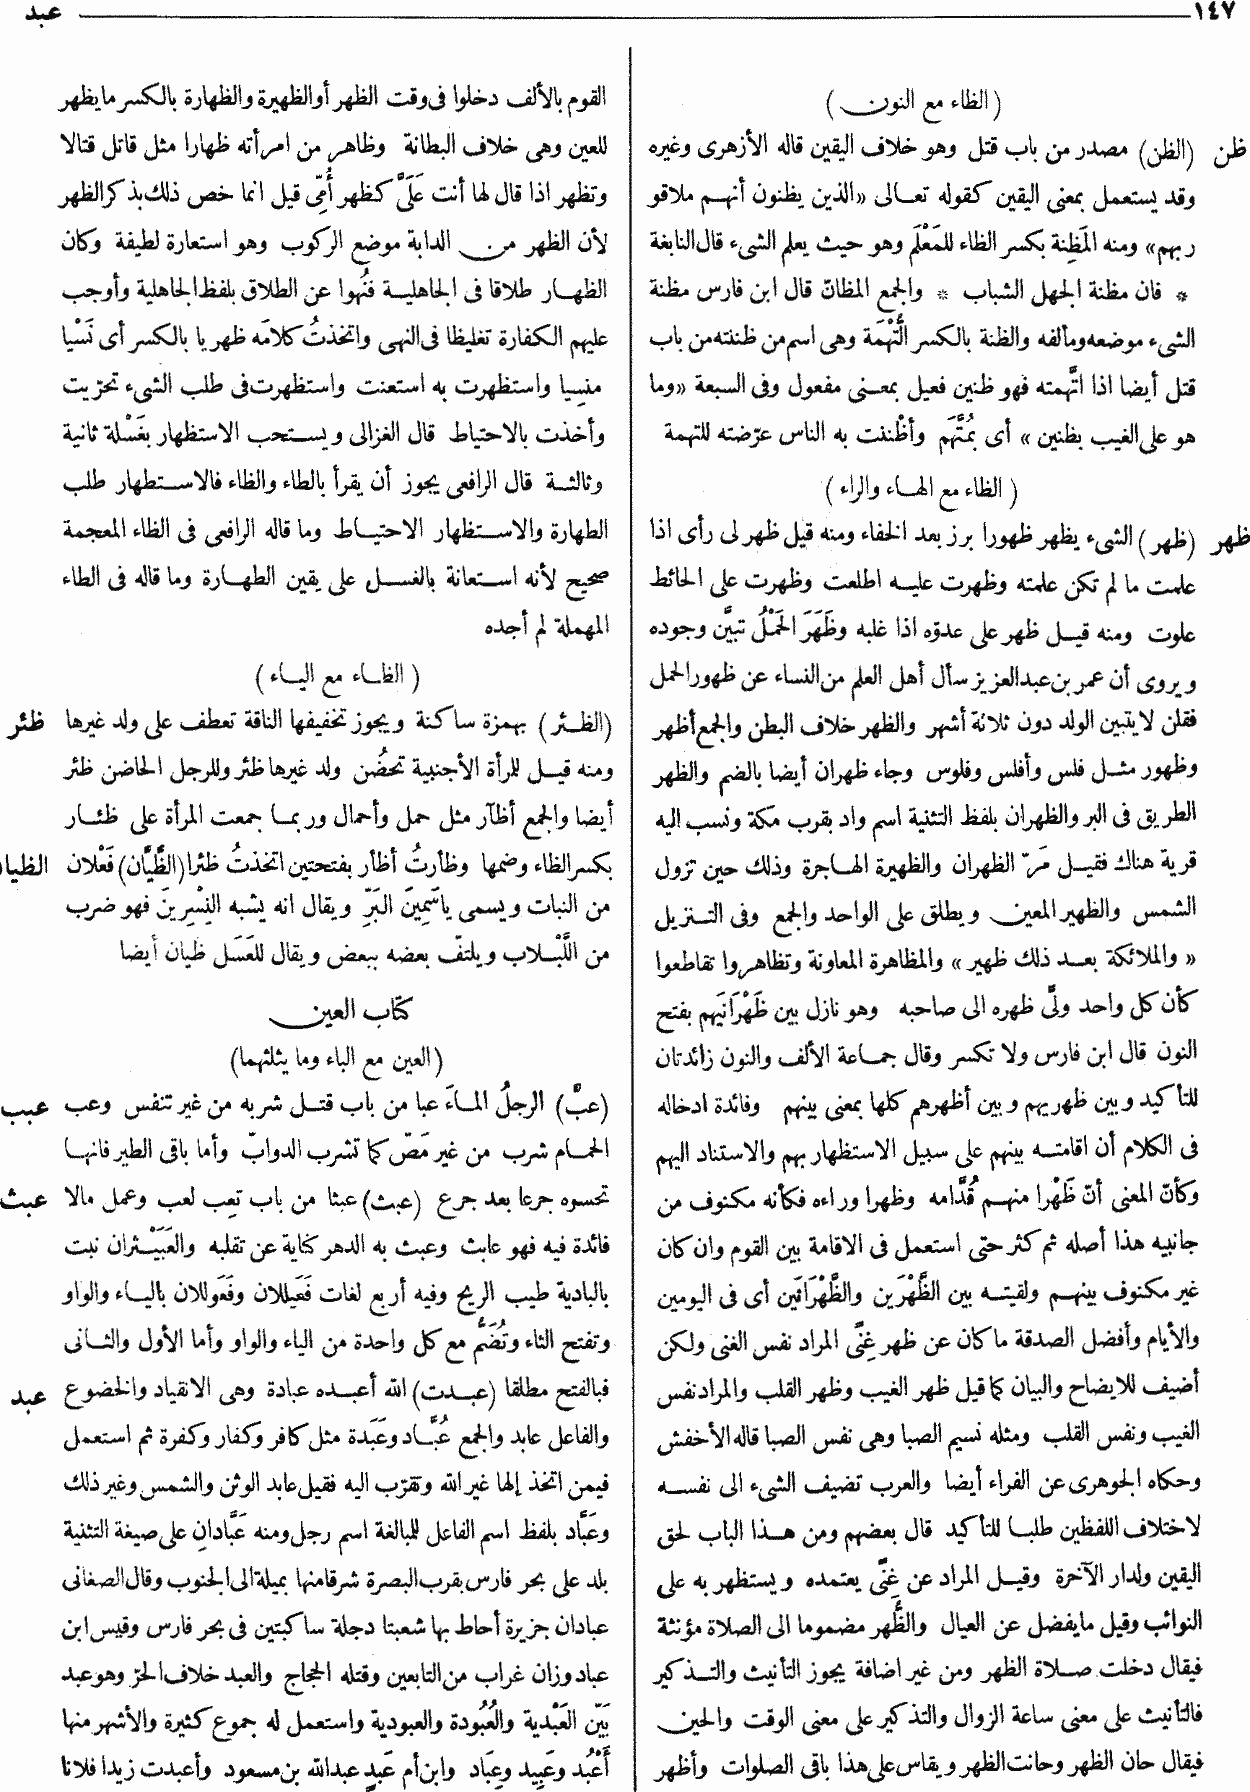 ١٤٧
عبد
(الظاء مع النون)
ظن (الظن) مصدر من باب قتل وهو خلاف اليقين قاله الأزهرى وغيره
وقد يستعمل بمعنى اليقين كقوله تعالى «الذين يظنون أنهم ملاقو
ربهم» ومنه المَظِنة بكسر الظاء للمَعْلَم وهو حيث يعلم الشىء قال النابغة
* فان مظنة الجهل الشباب * والجمع المظانّ قال ابن فارس مظنة
الشىء موضعه ومألفه والظنة بالكسر التُّهْمَة وهى اسم من ظننته من باب
قتل أيضا اذا اتَّهمته فهو ظنين فعيل بمعنى مفعول وفى السبعة «وما
هو على الغيب بظنين» أى بمُتَّهَم وأظْننت به الناس عرّضته للتهمة
(الظاء مع الهاء والراء)
ظهر (ظهر) الشىء يظهر ظهورا برز بعد الخفاء ومنه قيل ظهر لى رأى اذا
علمت ما لم تكن علمته وظهرت عليه اطلعت وظهرت على الحائط
علوت ومنه قيل ظهر على عدوّه اذا غلبه وظَهَرَ الحَمْلُ تبيَّن وجوده
ويروى أن عمر بن عبدالعزيز سأل أهل العلم من النساء عن ظهور الحمل
فقلن لا يتبين الولد دون ثلاثة أشهر والظهر خلاف البطن والجمع أظهر
وظهور مثل فلس وأفلس وفلوس وجاء ظهران أيضا بالضم والظهر
الطريق فى البر والظهران بلفظ التثنية اسم واد بقرب مكة ونسب اليه
قرية هناك فقيل مَرّ الظهران والظهيرة الهاجرة وذلك حين تزول
الشمس والظهير المعين ويطلق على الواحد والجمع وفى التنزيل
«والملائكة بعد ذلك ظهير» والمظاهرة المعاونة وتظاهروا تقاطعوا
كأن كل واحد ولَّى ظهره الى صاحبه وهو نازل بين ظَهْرَانَيهم بفتح
النون قال ابن فارس ولا تكسر وقال جماعة الألف والنون زائدتان
للتأكيد وبين ظهريهم وبين أظهرهم كلها بمعنى بينهم وفائدة ادخاله
فى الكلام أن اقامته بينهم على سبيل الاستظهار بهم والاستناد اليهم
وكأنّ المعنى أنّ ظَهْرا منهم قُدَّامه وظهرا وراءه فكأنه مكنوف من
جانبيه هذا أصله ثم كثر حتى استعمل فى الاقامة بين القوم وان كان
غير مكنوف بينهم ولقيته بين الظَّهْرَين والظَّهْرَانَين أى فى اليومين
والأيام وأفضل الصدقة ما كان عن ظهر غِنًى المراد نفس الغنى ولكن
أضيف للايضاح والبيان كما قيل ظهر الغيب وظهر القلب والمراد نفس
الغيب ونفس القلب ومثله نسيم الصبا وهى نفس الصبا قاله الأخفش
وحكاه الجوهرى عن الفراء أيضا والعرب تضيف الشىء الى نفسه
لاختلاف اللفظين طلبا للتأكيد قال بعضهم ومن هذا الباب لحق
اليقين ولدار الآخرة وقيل المراد عن غِنًى يعتمده ويستظهر به على
النوائب وقيل ما يفضل عن العيال والظُّهر مضموما الى الصلاة مؤنثة
فيقال دخلت صلاة الظهر ومن غير اضافة يجوز التأنيث والتذكير
فالتأنيث على معنى ساعة الزوال والتذكير على معنى الوقت والحين
فيقال حان الظهر وحانت الظهر ويقاس على هذا باقى الصلوات وأظهر
القوم بالألف دخلوا فى وقت الظهر أو الظهيرة والظهارة بالكسر ما يظهر
للعين وهى خلاف البطانة وظاهر من امرأته ظهارا مثل قاتل قتالا
وتظهر اذا قال لها أنت عَلَىَّ كظهر أُمِّى قيل انما خص ذلك بذكر الظهر
لأن الظهر من الدابة موضع الركوب وهو استعارة لطيفة وكان
الظهار طلاقا فى الجاهلية فنُهوا عن الطلاق بلفظ الجاهلية وأوجب
عليهم الكفارة تغليظا فى النهى واتخذتُ كلامَه ظهريا بالكسر أى نَسْيا
منسيا واستظهرت به استعنت واستظهرت فى طلب الشىء تحرّيت
وأخذت بالاحتياط قال الغزالى ويستحب الاستظهار بغَسْلة ثانية
وثالثة قال الرافعى يجوز أن يقرأ بالطاء والظاء فالاستطهار طلب
الطهارة والاستظهار الاحتياط وما قاله الرافعى فى الظاء المعجمة
صحيح لأنه استعانة بالغسل على يقين الطهارة وما قاله فى الطاء
المهملة لم أجده
(الظاء مع الياء)
ظئر (الظئر) بهمزة ساكنة ويجوز تخفيفها الناقة تعطف على ولد غيرها
ومنه قيل للمرأة الأجنبية تحضُن ولد غيرها ظئر وللرجل الحاضن ظئر
أيضا والجمع أظآر مثل حمل وأحمال وربما جمعت المرأة على ظئار
بكسر الظاء وضمها وظأرتُ أظأر بفتحتين اتخذتُ ظئرا (الظَّيَّان) فَعْلان الظيان
من النبات ويسمى ياسَمِينَ البَرِّ ويقال انه يشبه النِّسْرِينَ فهو ضرب
من اللَّبْلاب ويلتفّ بعضه ببعض ويقال للعَسَل ظيان أيضا
كتاب العين
(العين مع الباء وما يثلثهما)
عبب (عبَّ) الرجلُ الماءَ عبا من باب قتل شربه من غير تنفس وعب
الحمام شرب من غير مَصّ كما تشرب الدوابّ وأما باقى الطير فانها
عبث تحسوه جرعا بعد جرع (عبث) عبثا من باب تعِب لعب وعمل مالا
فائدة فيه فهو عابث وعبث به الدهر كناية عن تقلبه والعَبَيْثَران نبت
بالبادية طيب الريح وفيه أربع لغات فَعَيللان وفَعَوللان بالياء والواو
وتفتح الثاء وتُضَمُّ مع كل واحدة من الياء والواو وأما الأول والثانى
عبد فبالفتح مطلقا (عبدت) الله أعبده عبادة وهى الانقياد والخضوع
والفاعل عابد والجمع عُبَّاد وعَبَدة مثل كافر وكفار وكفرة ثم استعمل
فيمن اتخذ إلها غير الله وتقرّب اليه فقيل عابد الوثن والشمس وغير ذلك
وعَبَّاد بلفظ اسم الفاعل للمبالغة اسم رجل ومنه عَبَّادانِ على صيغة التثنية
بلد على بحر فارس بقرب البصرة شرقا منها بميلة الى الجنوب وقال الصغانى
عبادان جزيرة أحاط بها شعبتا دجلة ساكبتين فى بحر فارس وقيس ابن
عباد وزان غراب من التابعين وقتله الحجاج والعبد خلاف الحرّ وهو عبد
بَيّن العَبْدية والعُبُودة والعبودية واستعمل له جموع كثيرة والأشهر منها
أَعْبُد وعَبِيد وعِبَاد وابن أم عَبدٍ عبدالله بن مسعود وأعبدت زيدا فلانا